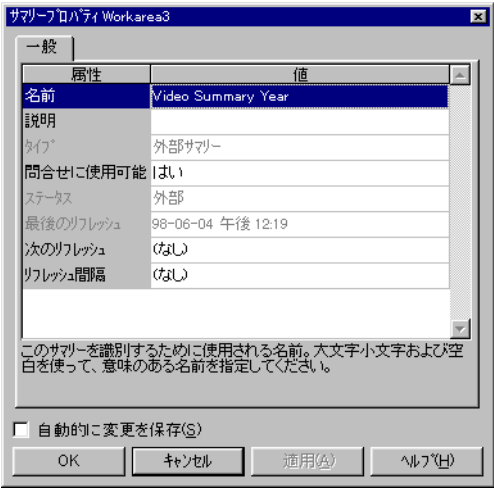 サマリープロパティ Workarea3
一般
属性 値
名前 Video Summary Year
説明
タイプ 外部サマリー
問合せに使用可能 はい
ステータス 外部
最後のリフレッシュ 98-06-04 午後 12:19
次のリフレッシュ (なし)
リフレッシュ間隔 (なし)
このサマリーを識別するために使用される名前。大文字小文字および空
白を使って、意味のある名前を指定してください。
自動的に変更を保存(S)
OK キャンセル 適用(A) ヘルプ(H)